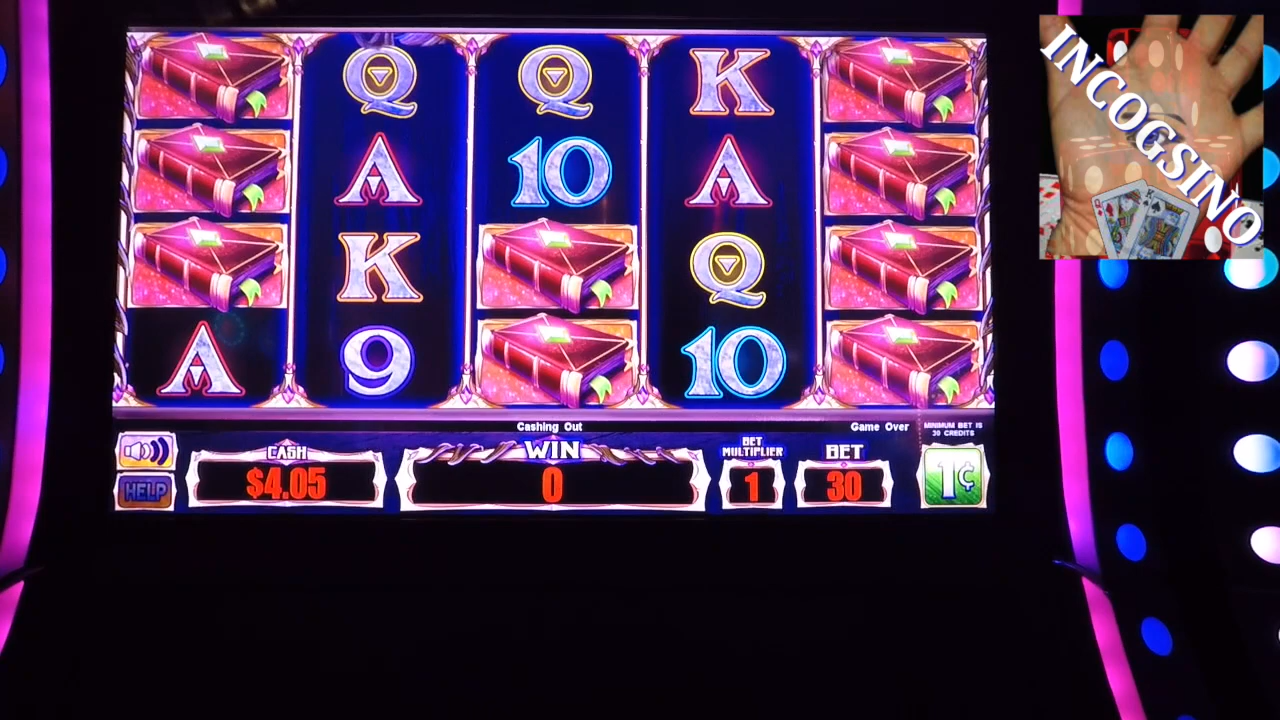 Q Q K
A 10 A
K Q
A 9 10
Cashing Out Game Over
MINIMUM BET IS
30 CREDITS
CASH WIN BET MULTIPLIER BET
HELP $4.05 0 1 30 1¢
INCOGSINO
Q K